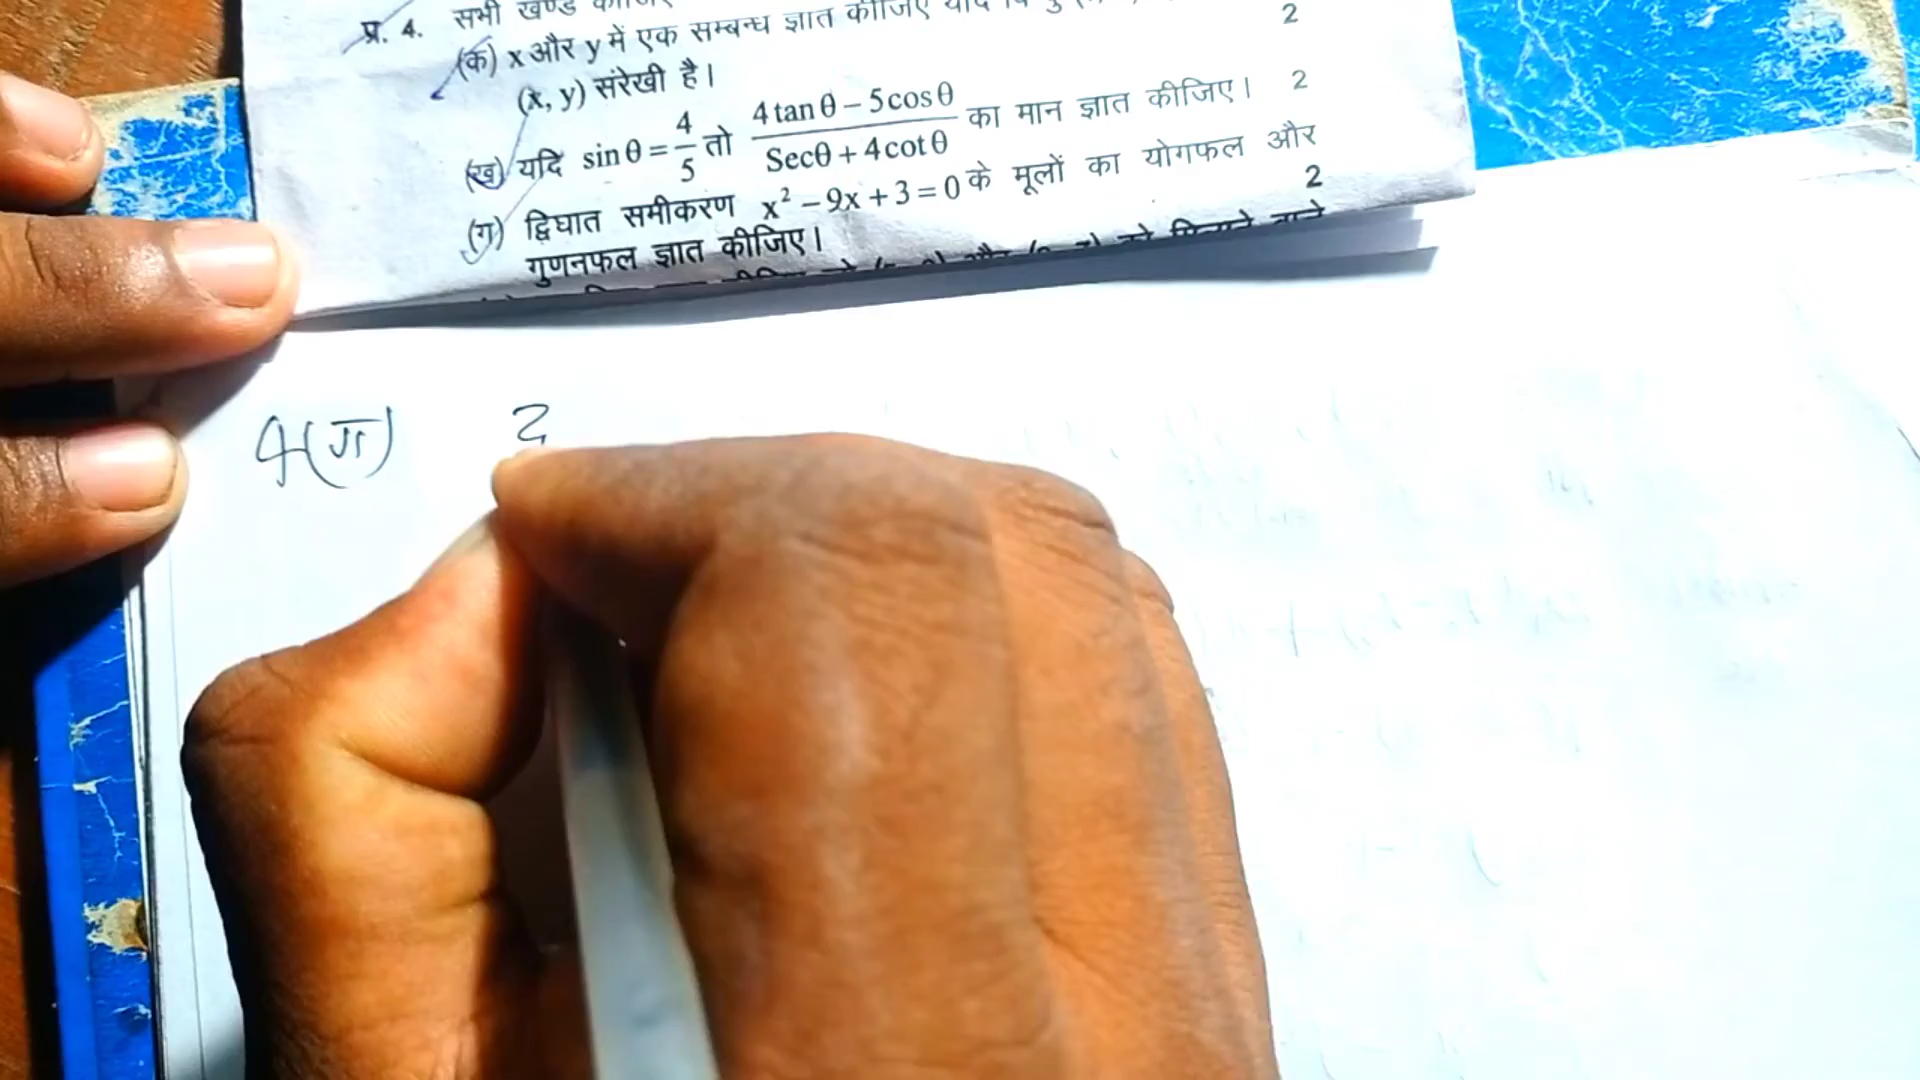 प्र. 4. सभी खण्ड
(क) x और y में एक सम्बन्ध ज्ञात कीजिए 2
(x, y) संरेखी है।
(ख) यदि sin θ = 4/5 तो (4 tan θ – 5 cos θ)/(Sec θ + 4 cot θ) का मान ज्ञात कीजिए। 2
(ग) द्विघात समीकरण x² – 9x + 3 = 0 के मूलों का योगफल और
गुणनफल ज्ञात कीजिए। 2
4(ग)